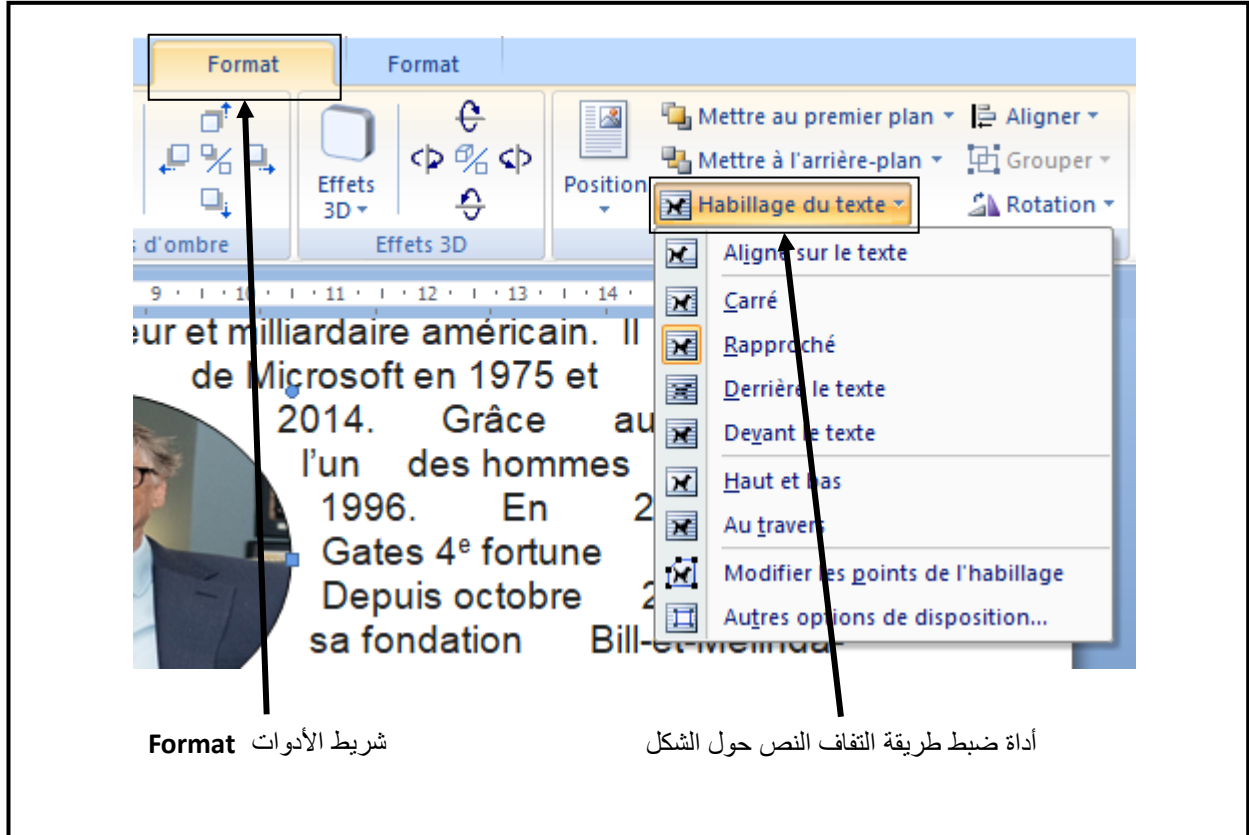 Format Format
Mettre au premier plan Aligner
Mettre à l'arrière-plan Grouper
Effets 3D Position
Habillage du texte Rotation
d'ombre Effets 3D
Aligné sur le texte
9 · 10 · 11 · 12 · 13 · 14 ·
Carré
Rapproché
Derrière le texte
Devant le texte
Haut et bas
Au travers
Modifier les points de l'habillage
Autres options de disposition...
eur et milliardaire américain. Il
de Microsoft en 1975 et
2014. Grâce au
l'un des hommes
1996. En 2
Gates 4e fortune
Depuis octobre 2
sa fondation Bill-et-Melinda-
شريط الأدوات Format
أداة ضبط طريقة التفاف النص حول الشكل